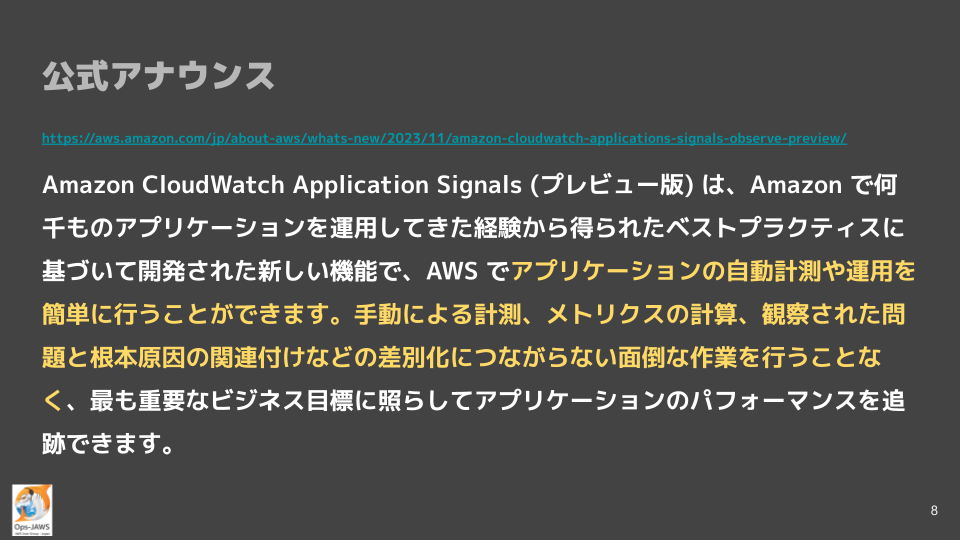 公式アナウンス
https://aws.amazon.com/jp/about-aws/whats-new/2023/11/amazon-cloudwatch-applications-signals-observe-preview/
Amazon CloudWatch Application Signals (プレビュー版) は、Amazon で何
千ものアプリケーションを運用してきた経験から得られたベストプラクティスに
基づいて開発された新しい機能で、AWS でアプリケーションの自動計測や運用を
簡単に行うことができます。手動による計測、メトリクスの計算、観察された問
題と根本原因の関連付けなどの差別化につながらない面倒な作業を行うことな
く、最も重要なビジネス目標に照らしてアプリケーションのパフォーマンスを追
跡できます。
Ops-JAWS
8